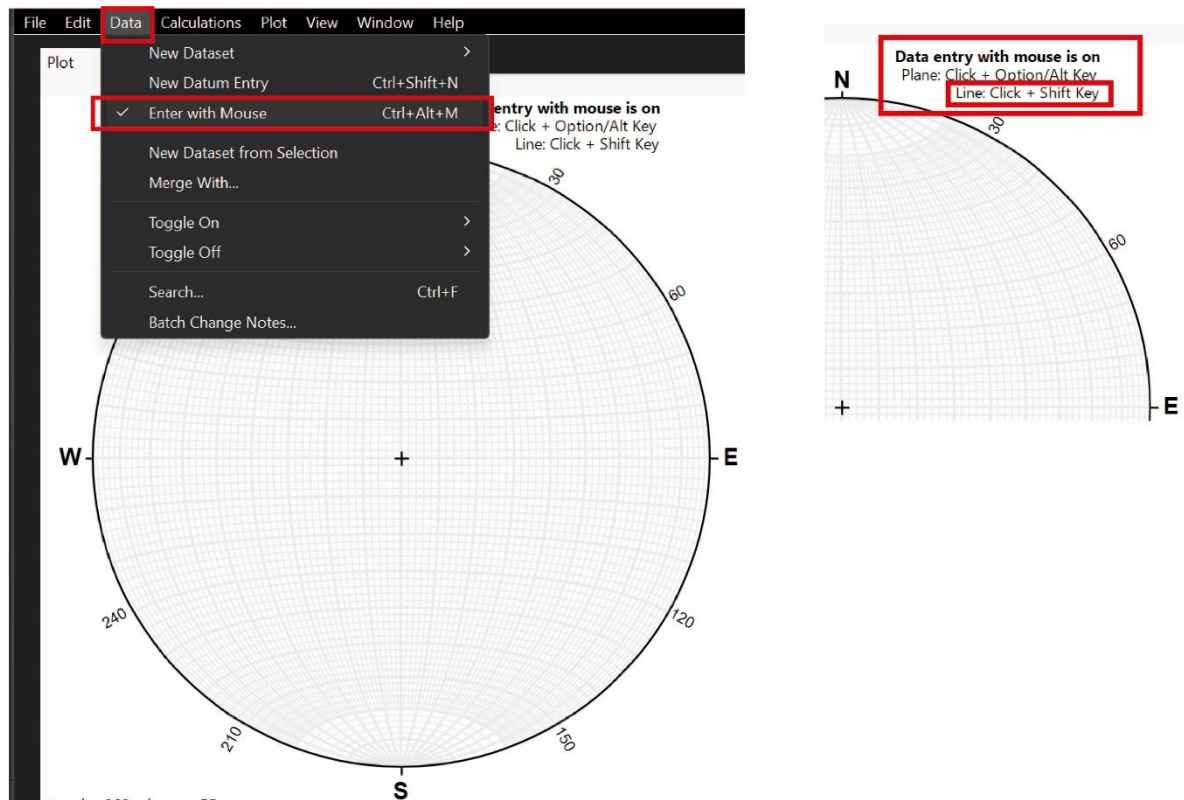 File Edit Data Calculations Plot View Window Help
Plot
New Dataset
New Datum Entry Ctrl+Shift+N
✓ Enter with Mouse Ctrl+Alt+M
New Dataset from Selection
Merge With...
Toggle On
Toggle Off
Search... Ctrl+F
Batch Change Notes...
entry with mouse is on
: Click + Option/Alt Key
Line: Click + Shift Key
30
60
W
E
240
120
210
150
S
Data entry with mouse is on
Plane: Click + Option/Alt Key
Line: Click + Shift Key
N
30
60
E